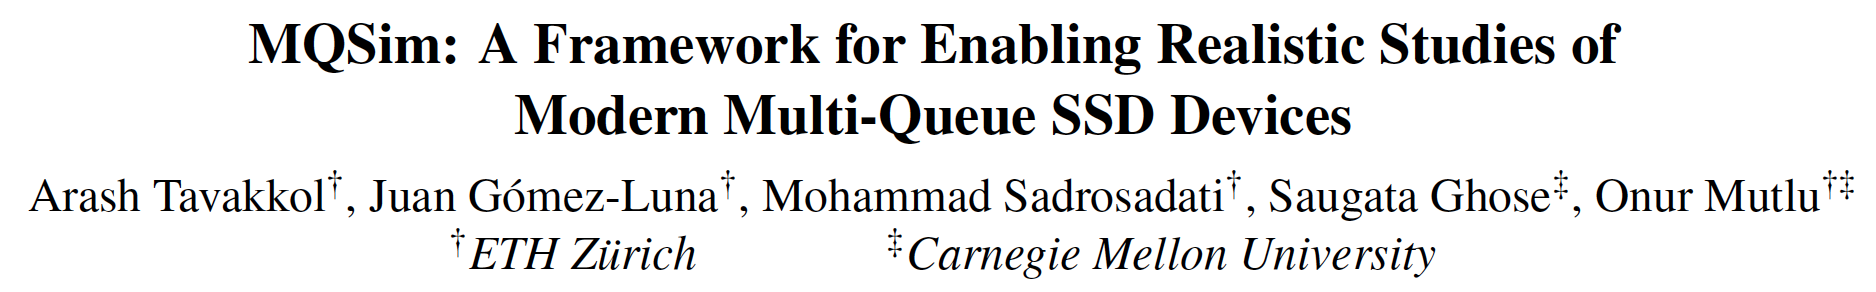 MQSim: A Framework for Enabling Realistic Studies of
Modern Multi-Queue SSD Devices
Arash Tavakkol†, Juan Gómez-Luna†, Mohammad Sadrosadati†, Saugata Ghose‡, Onur Mutlu†‡
†ETH Zürich ‡Carnegie Mellon University